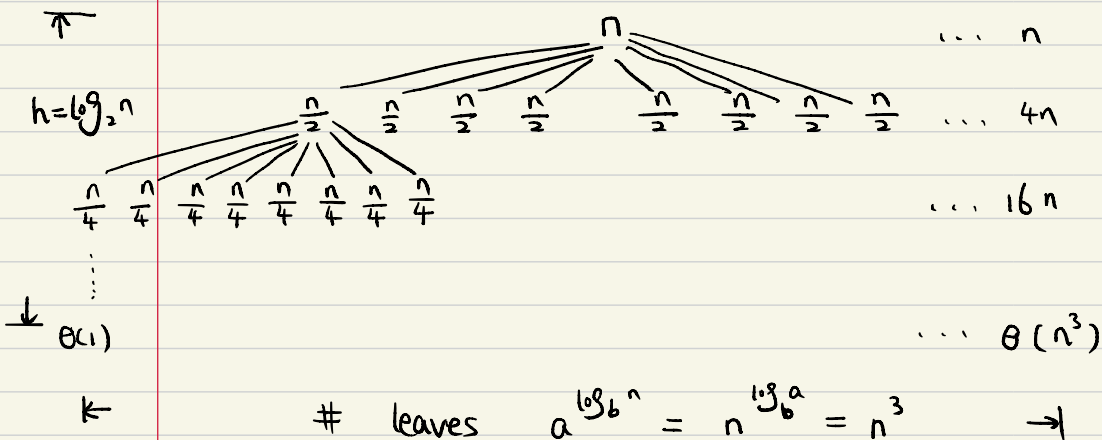 n ... n
h=log₂n n/2 n/2 n/2 n/2 n/2 n/2 n/2 n/2 ... 4n
n/4 n/4 n/4 n/4 n/4 n/4 n/4 n/4 ... 16n
θ(1) ... θ(n³)
# leaves a^(log_b n) = n^(log_b a) = n³